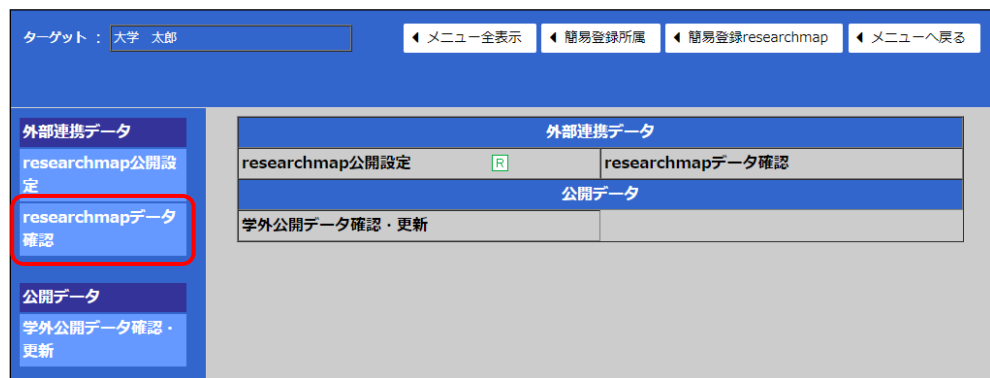 ターゲット : 大学 太郎
メニュー全表示 簡易登録所属 簡易登録researchmap メニューへ戻る
外部連携データ
researchmap公開設
定
researchmapデータ
確認
公開データ
学外公開データ確認・
更新
外部連携データ
researchmap公開設定 R researchmapデータ確認
公開データ
学外公開データ確認・更新